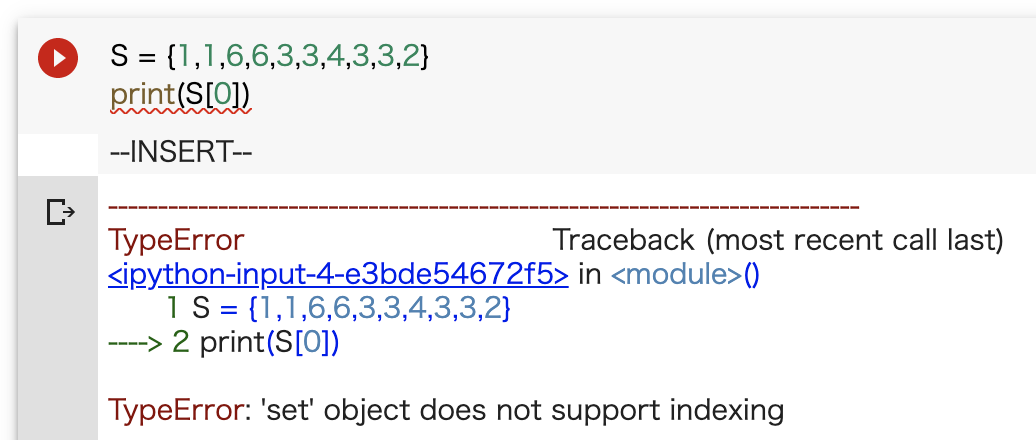 S = {1,1,6,6,3,3,4,3,3,2}
print(S[0])
--INSERT--
---------------------------------------------------------------------------
TypeError Traceback (most recent call last)
<ipython-input-4-e3bde54672f5> in <module>()
1 S = {1,1,6,6,3,3,4,3,3,2}
----> 2 print(S[0])
TypeError: 'set' object does not support indexing